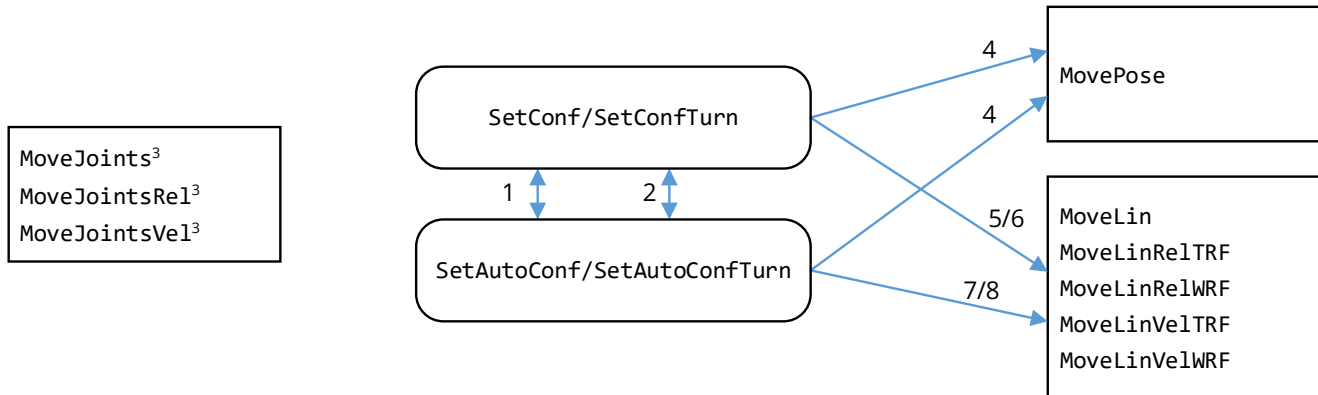 MoveJoints³
MoveJointsRel³
MoveJointsVel³
SetConf/SetConfTurn
1
2
SetAutoConf/SetAutoConfTurn
4
4
5/6
7/8
MovePose
MoveLin
MoveLinRelTRF
MoveLinRelWRF
MoveLinVelTRF
MoveLinVelWRF